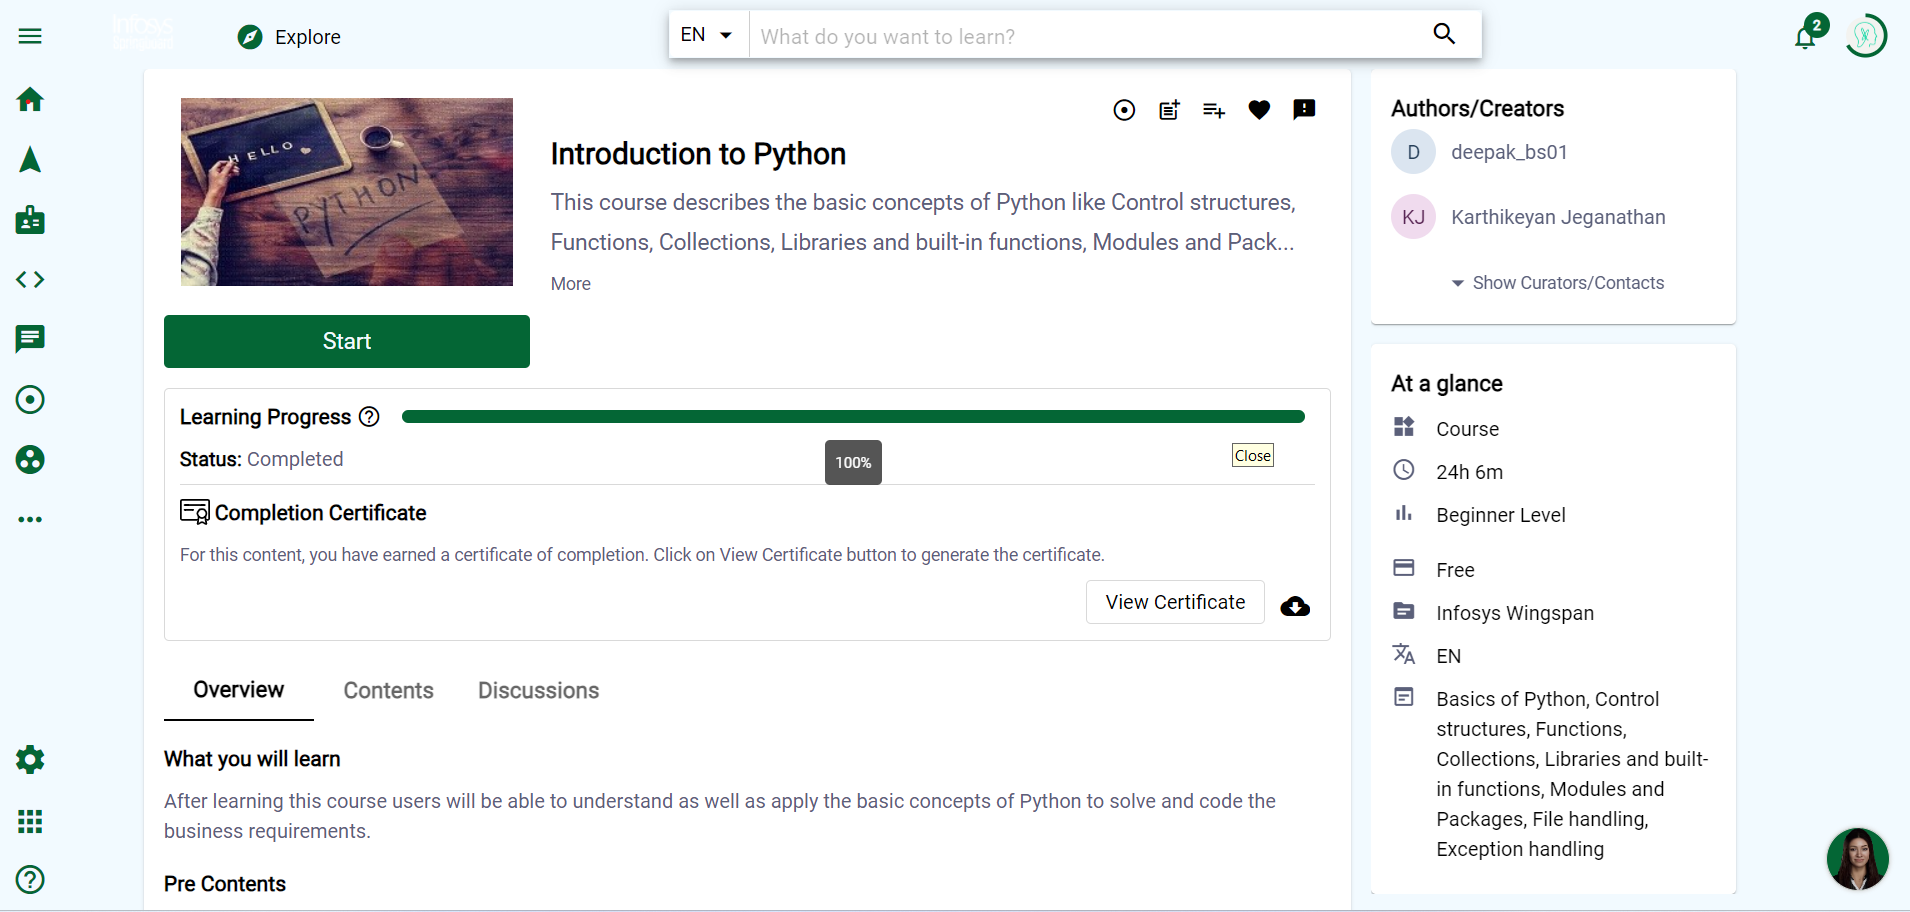 Infosys
Springboard
Explore
EN
What do you want to learn?
2
HELLO
PYTHON
Introduction to Python
This course describes the basic concepts of Python like Control structures,
Functions, Collections, Libraries and built-in functions, Modules and Pack...
More
Start
Learning Progress
Status: Completed
100%
Close
Completion Certificate
For this content, you have earned a certificate of completion. Click on View Certificate button to generate the certificate.
View Certificate
Overview
Contents
Discussions
What you will learn
After learning this course users will be able to understand as well as apply the basic concepts of Python to solve and code the
business requirements.
Pre Contents
Authors/Creators
D
deepak_bs01
KJ
Karthikeyan Jeganathan
Show Curators/Contacts
At a glance
Course
24h 6m
Beginner Level
Free
Infosys Wingspan
EN
Basics of Python, Control
structures, Functions,
Collections, Libraries and built-
in functions, Modules and
Packages, File handling,
Exception handling